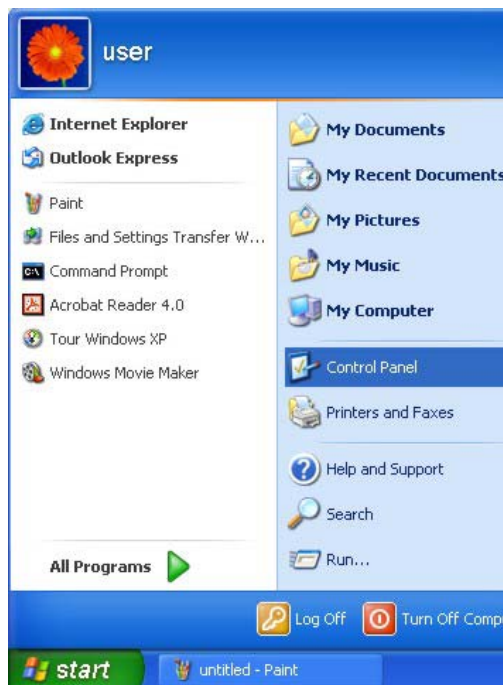 user
Internet Explorer
Outlook Express
Paint
Files and Settings Transfer W...
Command Prompt
Acrobat Reader 4.0
Tour Windows XP
Windows Movie Maker
All Programs
My Documents
My Recent Documents
My Pictures
My Music
My Computer
Control Panel
Printers and Faxes
Help and Support
Search
Run...
Log Off
Turn Off Comp
start
untitled - Paint